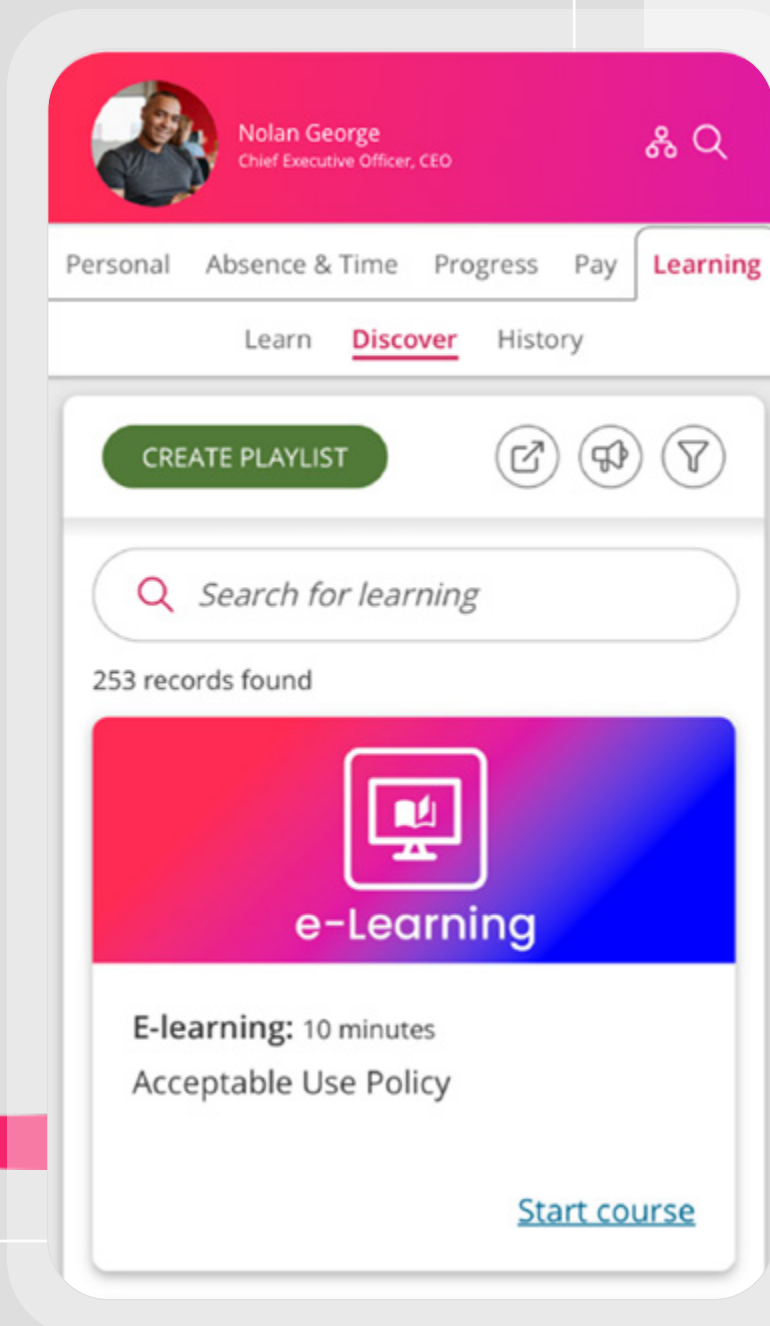 Nolan George
Chief Executive Officer, CEO
Personal Absence & Time Progress Pay Learning
Learn Discover History
CREATE PLAYLIST
Search for learning
253 records found
e-Learning
E-learning: 10 minutes
Acceptable Use Policy
Start course